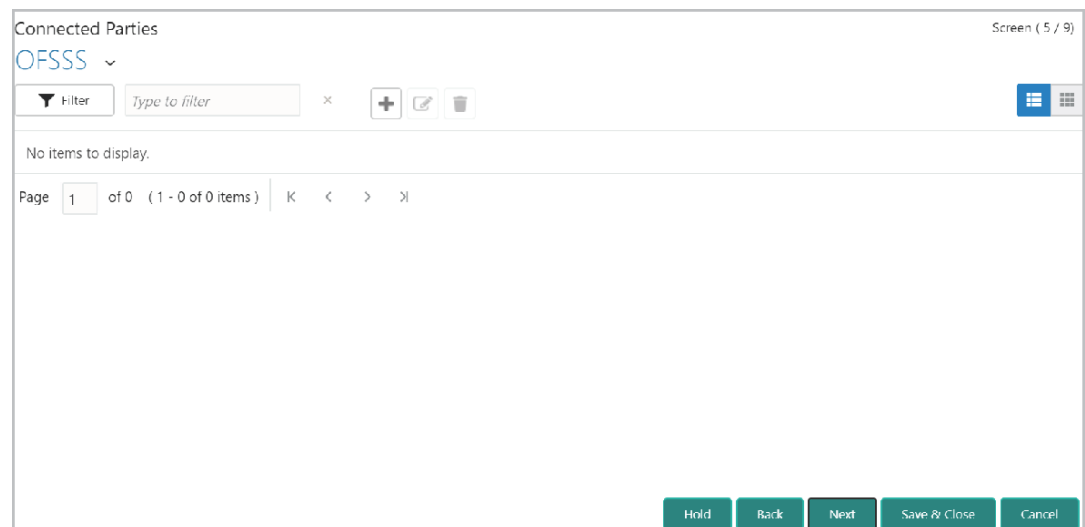 Connected Parties Screen ( 5 / 9)
OFSSS
Filter Type to filter ×
No items to display.
Page 1 of 0 ( 1 - 0 of 0 items )
Hold Back Next Save & Close Cancel